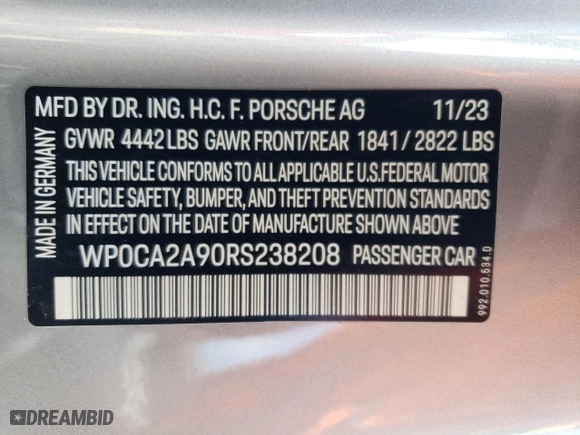 MFD BY DR. ING. H.C. F. PORSCHE AG 11/23
GVWR 4442 LBS GAWR FRONT/REAR 1841 / 2822 LBS
THIS VEHICLE CONFORMS TO ALL APPLICABLE U.S. FEDERAL MOTOR
VEHICLE SAFETY, BUMPER, AND THEFT PREVENTION STANDARDS
IN EFFECT ON THE DATE OF MANUFACTURE SHOWN ABOVE
WP0CA2A90RS238208 PASSENGER CAR
MADE IN GERMANY
992.010.534.0
DREAMBID